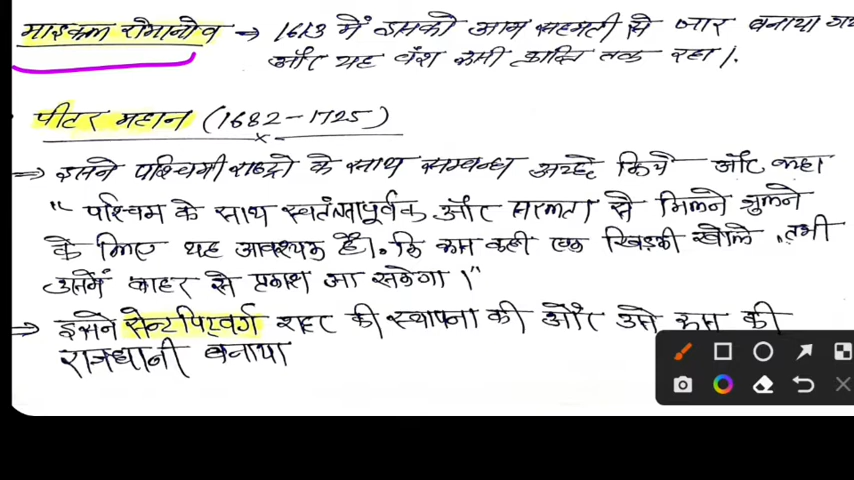 माइकल रोमानोव → 1613 में इसको आम सहमती से जार बनाया
और यह वंश रूसी क्रान्ति तक रहा।
पीटर महान (1682-1725)
⇒ इसने पश्चिमी राष्ट्रो के साथ सम्बन्ध अच्छे किये और कहा
"पश्चिम के साथ स्वतंत्रतापूर्वक और सरलता से मिलने जुलने
के लिए यह आवश्यक है। कि हम कही एक खिड़की खोले, तभी
उसमें बाहर से प्रकाश आ सकेगा।"
⇒ इसने सेन्टपिटर्सवर्ग शहर की स्थापना की और उसे रूस की
राजधानी बनाया